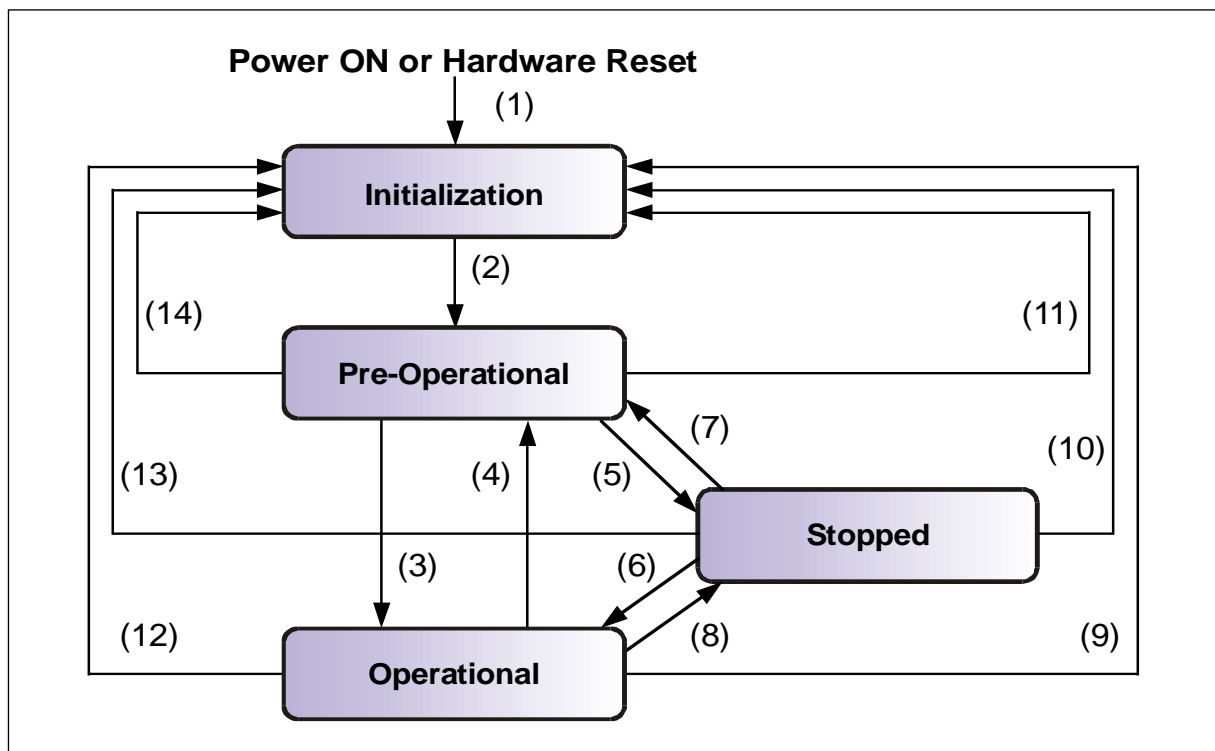 Power ON or Hardware Reset
(1)
Initialization
(2)
(14)
(11)
Pre-Operational
(7)
(13)
(4)
(5)
(10)
Stopped
(3)
(6)
(12)
(8)
(9)
Operational